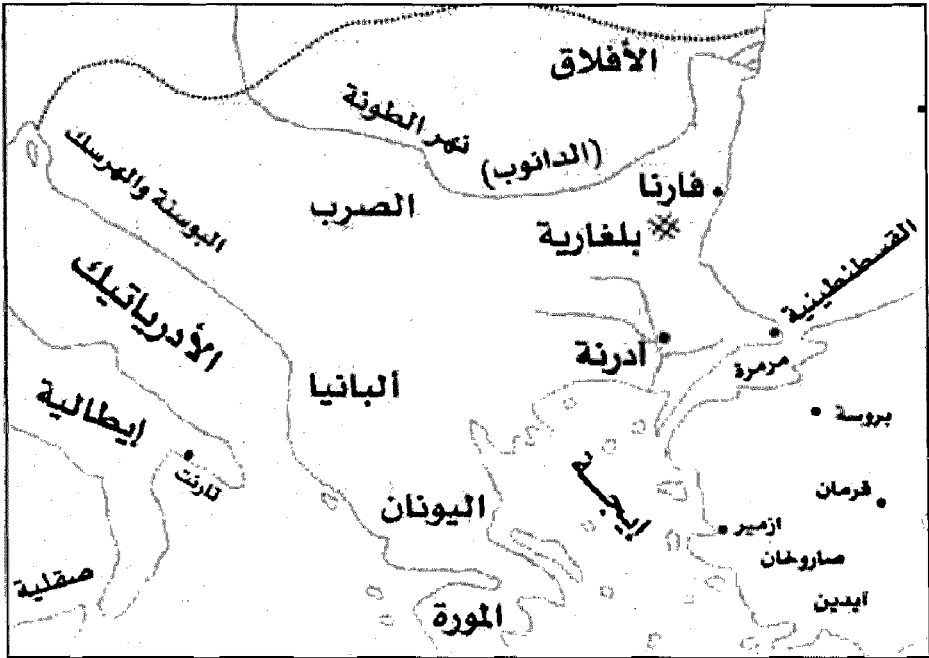 الأفلاق
نهر الطونة
(الدانوب)
البوسنة والهرسك
الصرب
فارنا
بلغارية
القسطنطينية
الأدرياتيك
أدرنة
مرمرة
ألبانيا
إيطالية
بروسة
تارنت
إيجه
قرمان
اليونان
ازمير
صاروخان
صقلية
آيدين
المورة